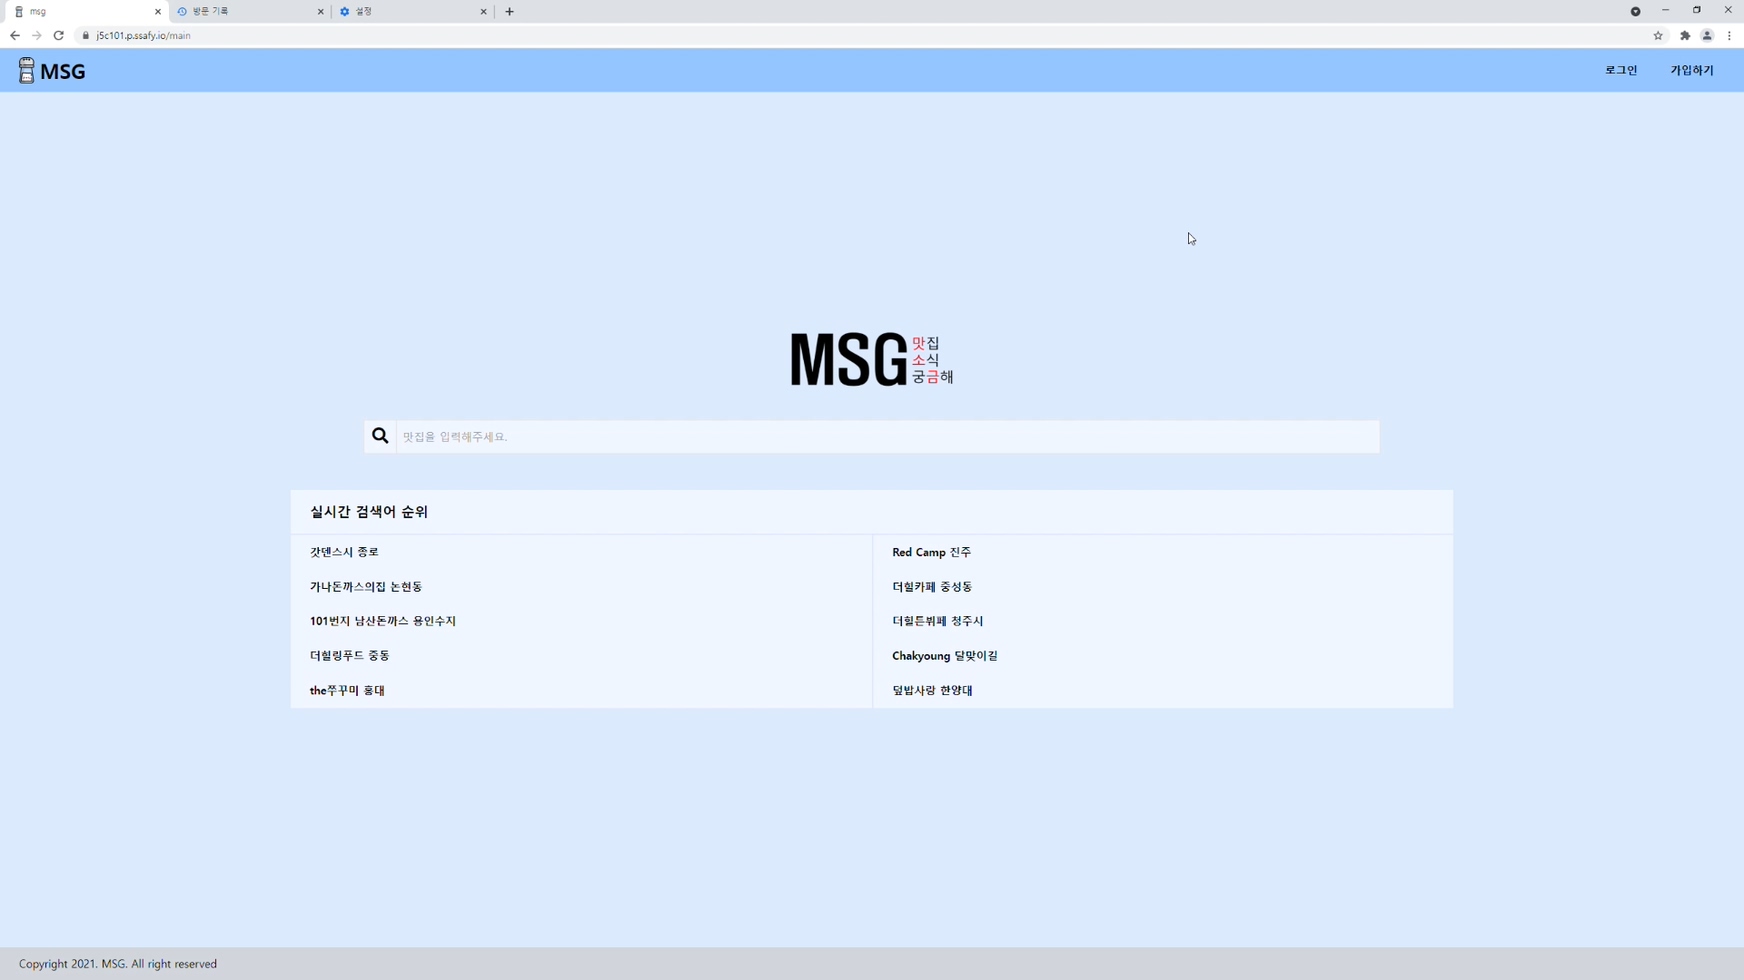 msg
방문 기록
설정
j5c101.p.ssafy.io/main
MSG
로그인
가입하기
MSG
맛집
소식
궁금해
맛집을 입력해주세요.
실시간 검색어 순위
갓덴스시 종로
Red Camp 진주
가나돈까스의집 논현동
더힐카페 중성동
101번지 남산돈까스 용인수지
더힐튼뷔페 청주시
더힐링푸드 중동
Chakyoung 달맞이길
the쭈꾸미 홍대
덮밥사랑 한양대
Copyright 2021. MSG. All right reserved